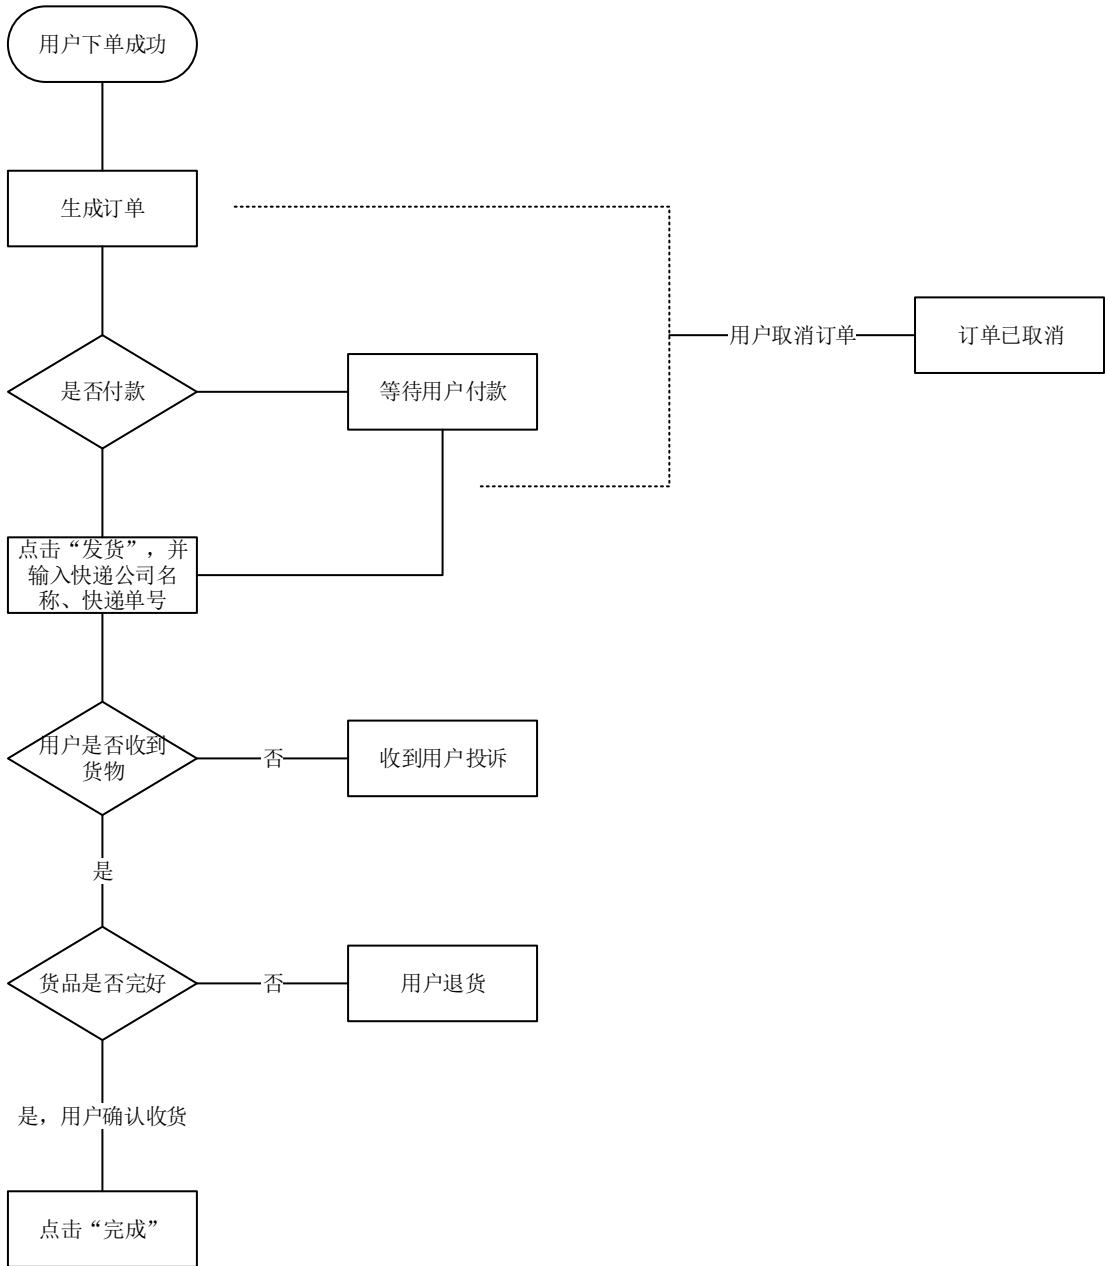 用户下单成功
生成订单
用户取消订单
订单已取消
是否付款
等待用户付款
点击“发货”，并
输入快递公司名
称、快递单号
用户是否收到
货物
否
收到用户投诉
是
货品是否完好
否
用户退货
是，用户确认收货
点击“完成”